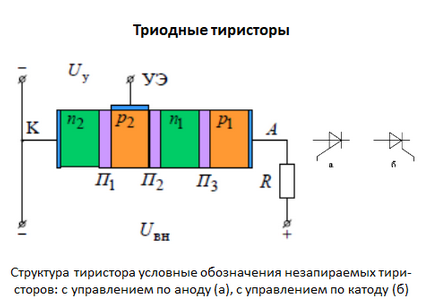 Триодные тиристоры
− Uу УЭ
К n2 p2 n1 p1 А
П1 П2 П3 R
− Uвн +
а б
Структура тиристора условные обозначения незапираемых тири-
сторов: с управлением по аноду (а), с управлением по катоду (б)